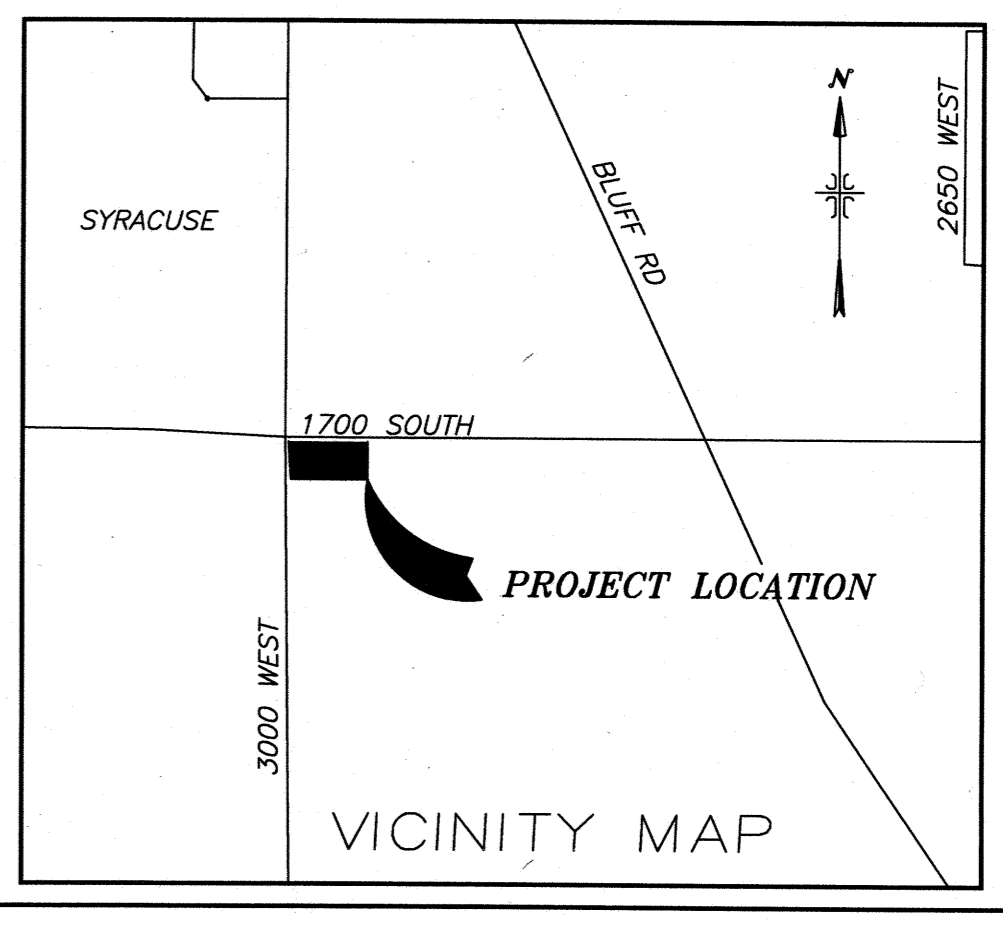 N
2650 WEST
BLUFF RD
SYRACUSE
1700 SOUTH
PROJECT LOCATION
3000 WEST
VICINITY MAP